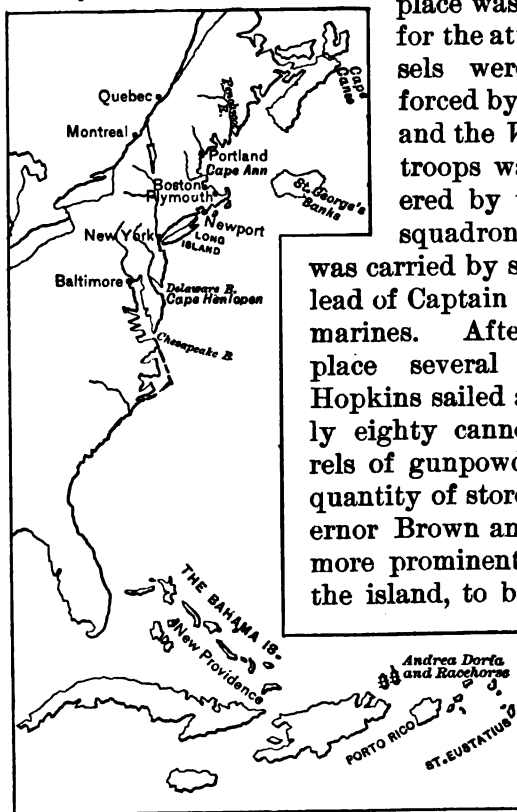 place was
for the at
sels were
forced by
and the
troops wa
ered by
squadron
was carried by s
lead of Captain
marines. Afte
place several
Hopkins sailed a
ly eighty canno
rels of gunpowd
quantity of store
ernor Brown an
more prominent
the island, to b
Cape
Quebec
Montreal
Portland
Cape Ann
Boston
Plymouth
St. George's
Banks
Newport
New York
LONG
ISLAND
Baltimore
Delaware B.
Cape Henlopen
Chesapeake B.
THE BAHAMA IS.
New Providence
Andrea Doria
and Racehorse
PORTO RICO
ST. EUSTATIUS